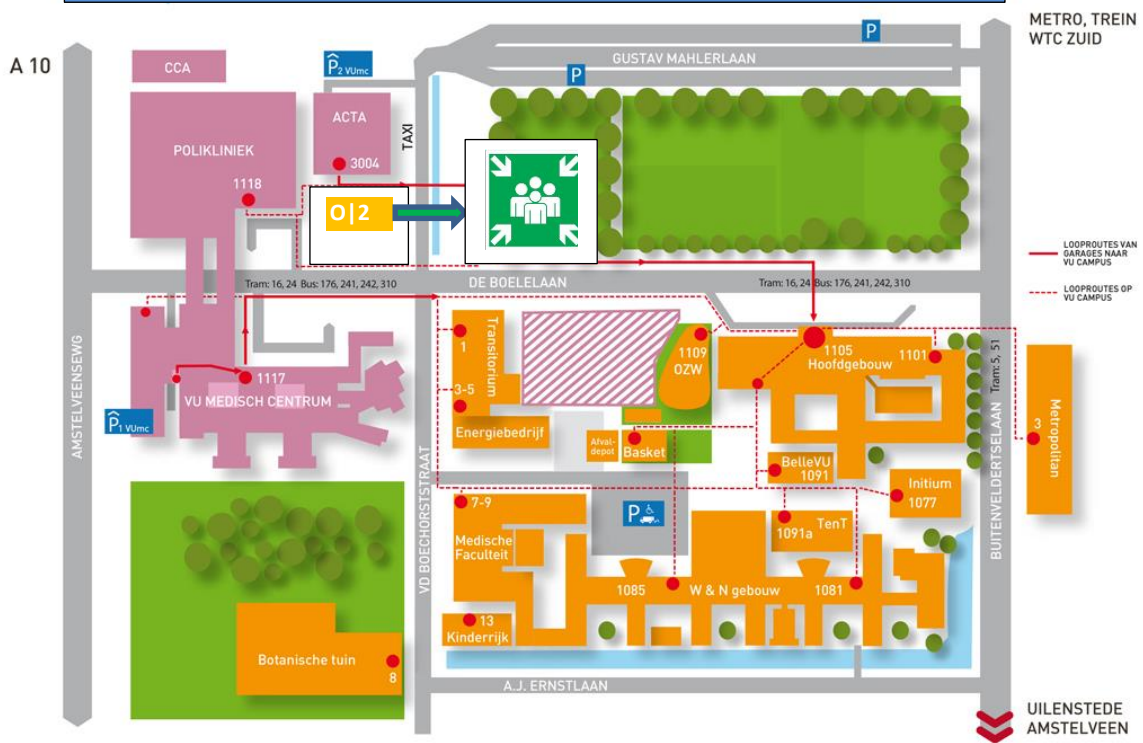 METRO, TREIN
WTC ZUID
A 10
CCA
P2 VUmc
P
GUSTAV MAHLERLAAN
P
ACTA
TAXI
POLIKLINIEK
3004
1118
O|2
LOOPROUTES VAN
GARAGES NAAR
VU CAMPUS
LOOPROUTES OP
VU CAMPUS
Tram: 16, 24 Bus: 176, 241, 242, 310
DE BOELELAAN
Tram: 16, 24 Bus: 176, 241, 242, 310
AMSTELVEENSEWG
Transitorium
1
3-5
Energiebedrijf
1109
OZW
1105
Hoofdgebouw
1101
Tram: 5, 51
BUITENVELDERTSELAAN
3
Metropolitan
1117
VU MEDISCH CENTRUM
P1 VUmc
Afval-
depot
Basket
BelleVU
1091
Initium
1077
VD BOECHORSTSTRAAT
7-9
Medische
Faculteit
P
TenT
1091a
1085
W & N gebouw
1081
13
Kinderrijk
Botanische tuin
8
A.J. ERNSTLAAN
UILENSTEDE
AMSTELVEEN